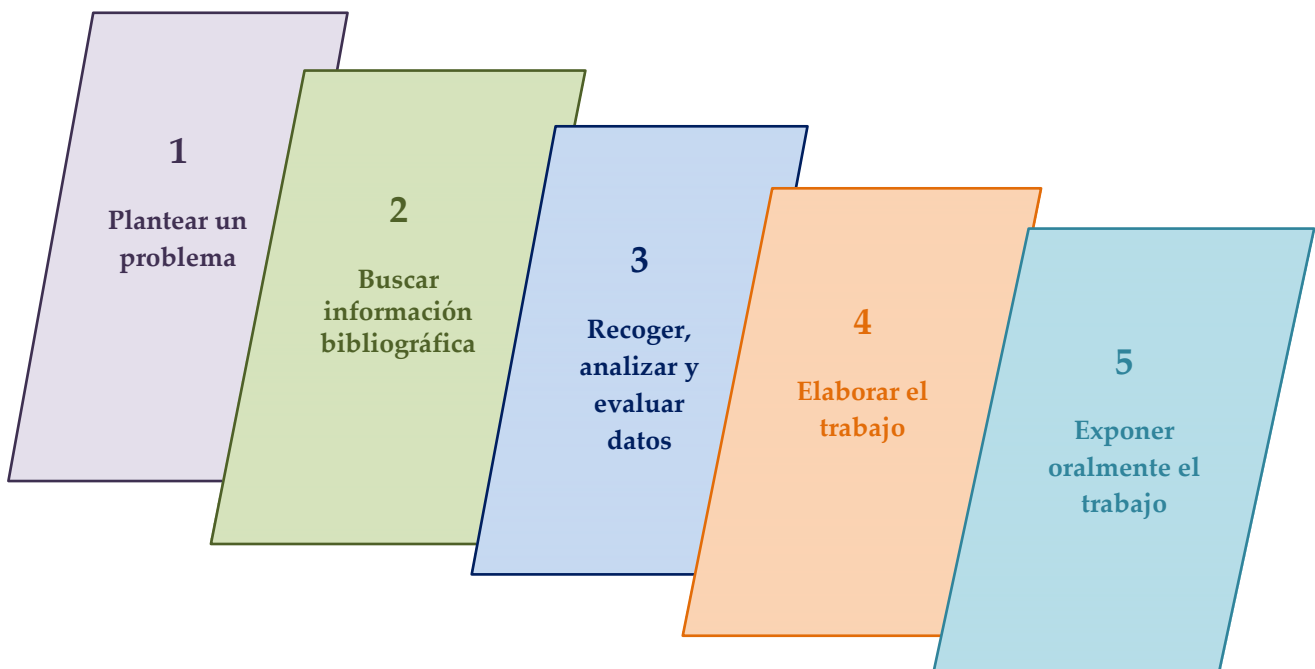 1
Plantear un
problema
2
Buscar
información
bibliográfica
3
Recoger,
analizar y
evaluar
datos
4
Elaborar el
trabajo
5
Exponer
oralmente el
trabajo